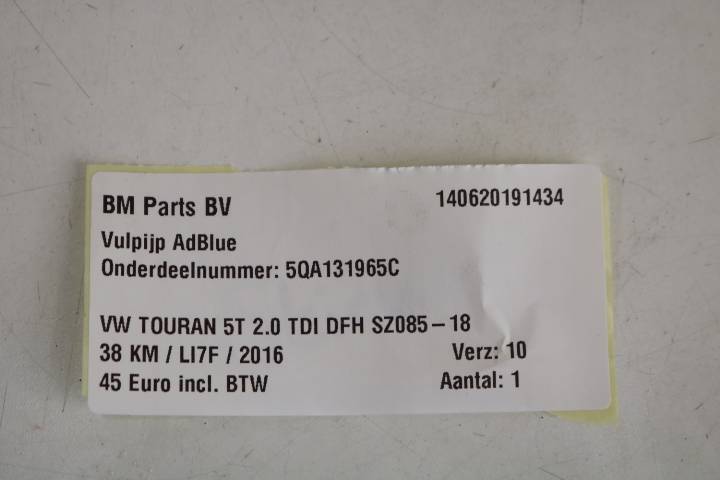 BM Parts BV 140620191434
Vulpijp AdBlue
Onderdeelnummer: 5QA131965C
VW TOURAN 5T 2.0 TDI DFH SZ085-18
38 KM / LI7F / 2016 Verz: 10
45 Euro incl. BTW Aantal: 1